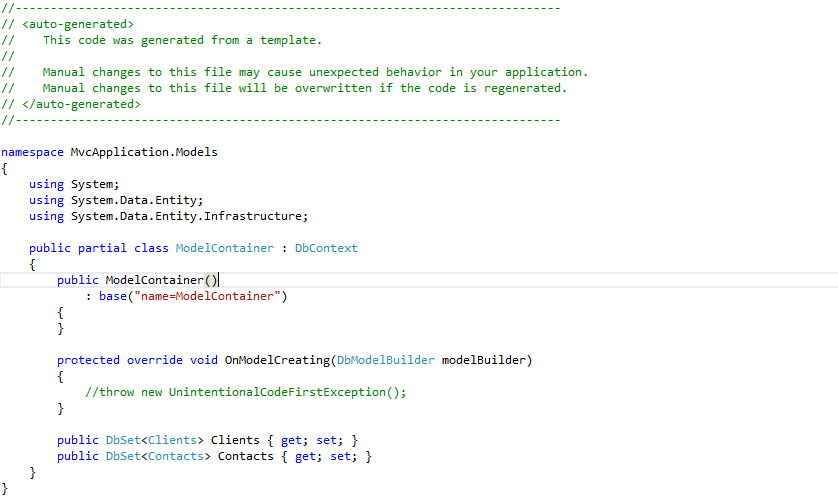 //------------------------------------------------------------------------------
// <auto-generated>
//    This code was generated from a template.
//
//    Manual changes to this file may cause unexpected behavior in your application.
//    Manual changes to this file will be overwritten if the code is regenerated.
// </auto-generated>
//------------------------------------------------------------------------------

namespace MvcApplication.Models
{
    using System;
    using System.Data.Entity;
    using System.Data.Entity.Infrastructure;

    public partial class ModelContainer : DbContext
    {
        public ModelContainer()
            : base("name=ModelContainer")
        {
        }

        protected override void OnModelCreating(DbModelBuilder modelBuilder)
        {
            //throw new UnintentionalCodeFirstException();
        }

        public DbSet<Clients> Clients { get; set; }
        public DbSet<Contacts> Contacts { get; set; }
    }
}